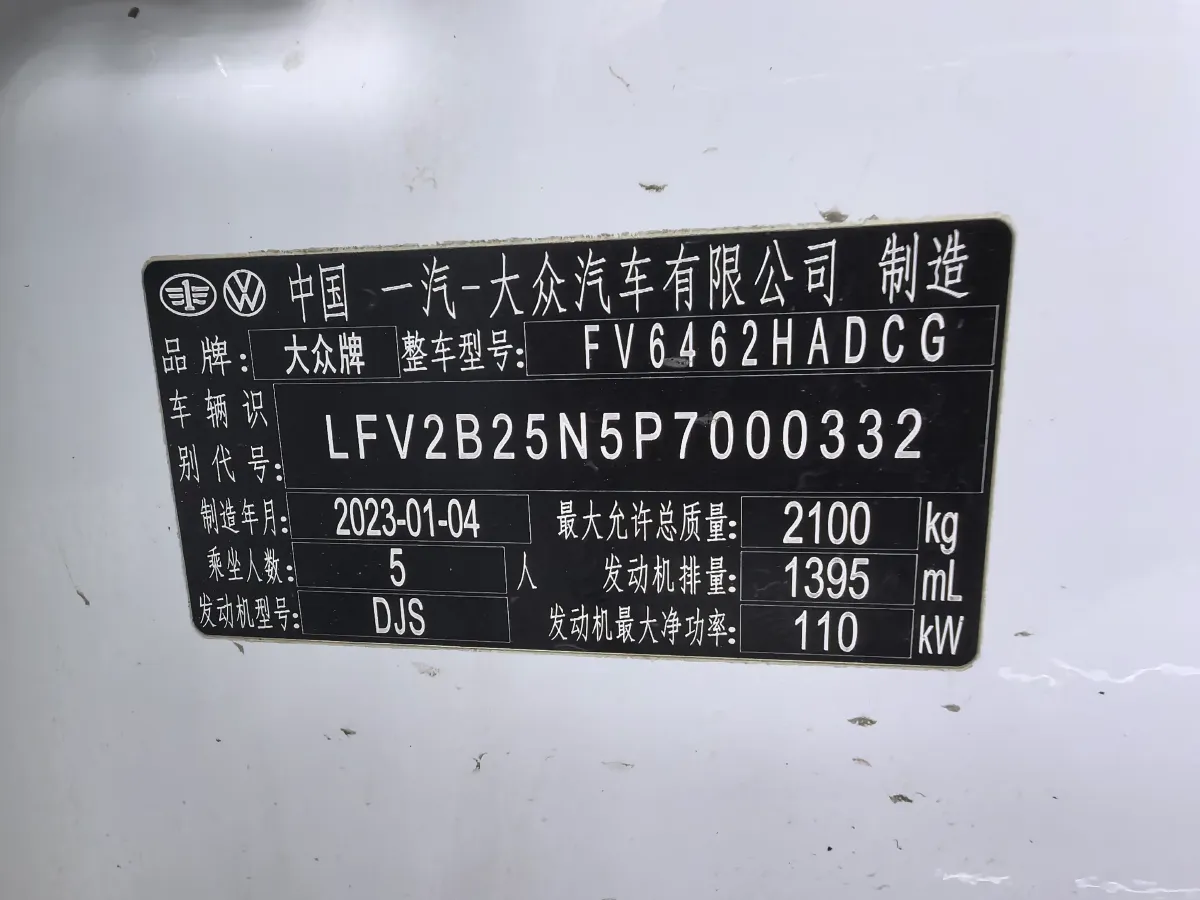 中国 一汽-大众汽车有限公司 制造
品牌: 大众牌 整车型号: FV6462HADCG
车辆识别代号: LFV2B25N5P7000332
制造年月: 2023-01-04 最大允许总质量: 2100 kg
乘坐人数: 5 人 发动机排量: 1395 mL
发动机型号: DJS 发动机最大净功率: 110 kW